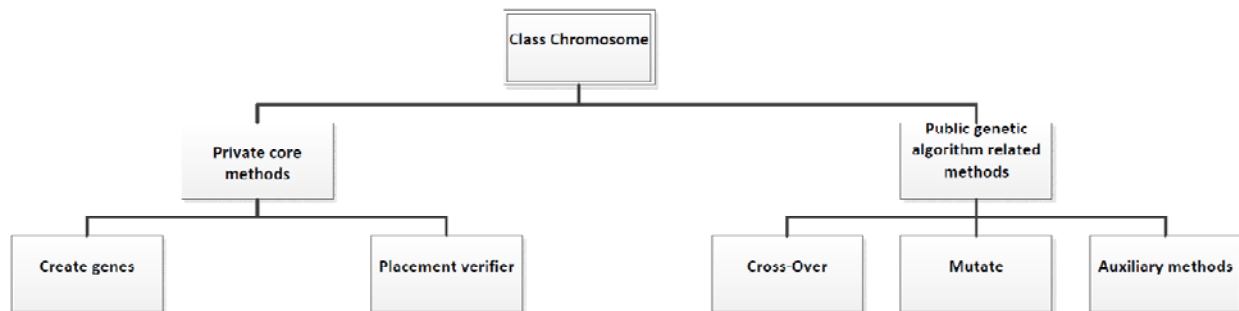 Class Chromosome
Private core
methods
Public genetic
algorithm related
methods
Create genes
Placement verifier
Cross-Over
Mutate
Auxiliary methods